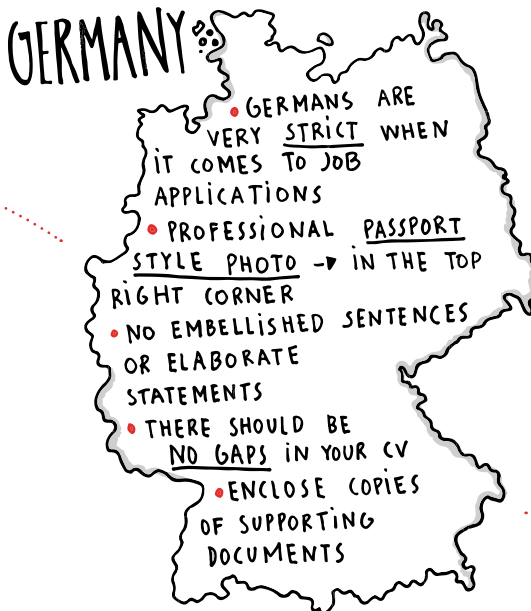 GERMANY
• GERMANS ARE
VERY STRICT WHEN
IT COMES TO JOB
APPLICATIONS
• PROFESSIONAL PASSPORT
STYLE PHOTO → IN THE TOP
RIGHT CORNER
• NO EMBELLISHED SENTENCES
OR ELABORATE
STATEMENTS
• THERE SHOULD BE
NO GAPS IN YOUR CV
• ENCLOSE COPIES
OF SUPPORTING
DOCUMENTS